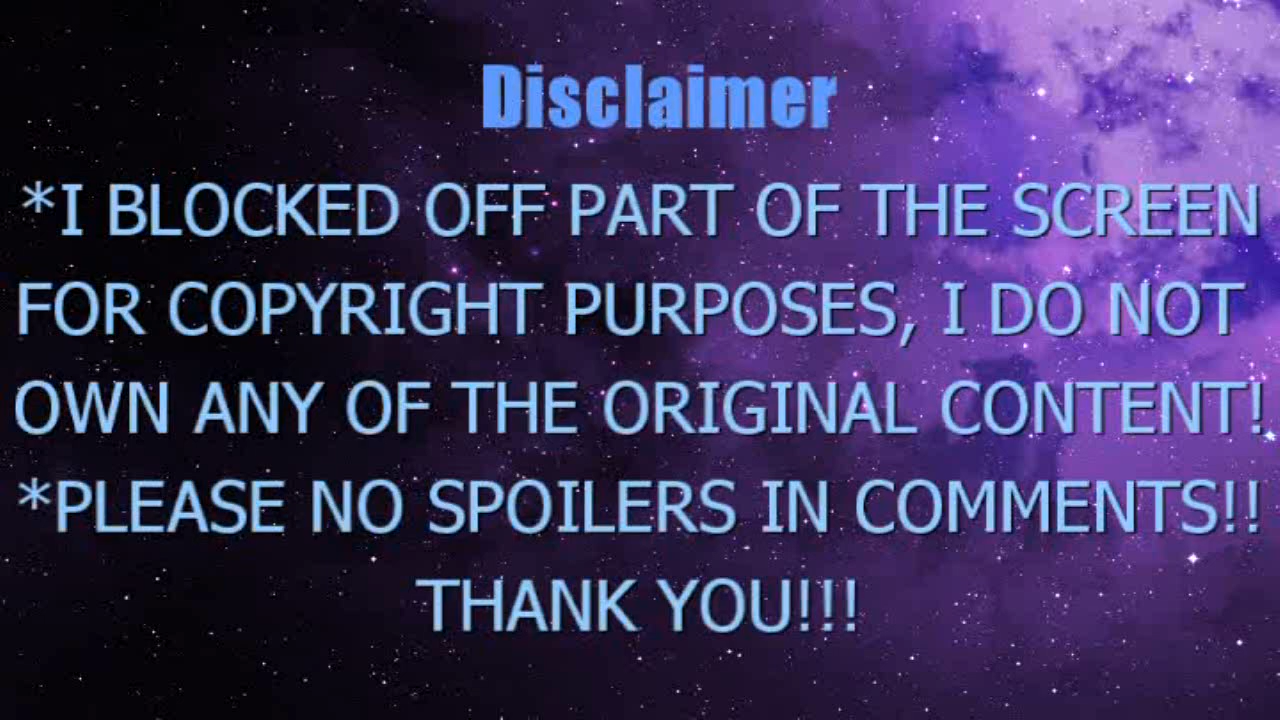 Disclaimer
*I BLOCKED OFF PART OF THE SCREEN
FOR COPYRIGHT PURPOSES, I DO NOT
OWN ANY OF THE ORIGINAL CONTENT!
*PLEASE NO SPOILERS IN COMMENTS!!
THANK YOU!!!